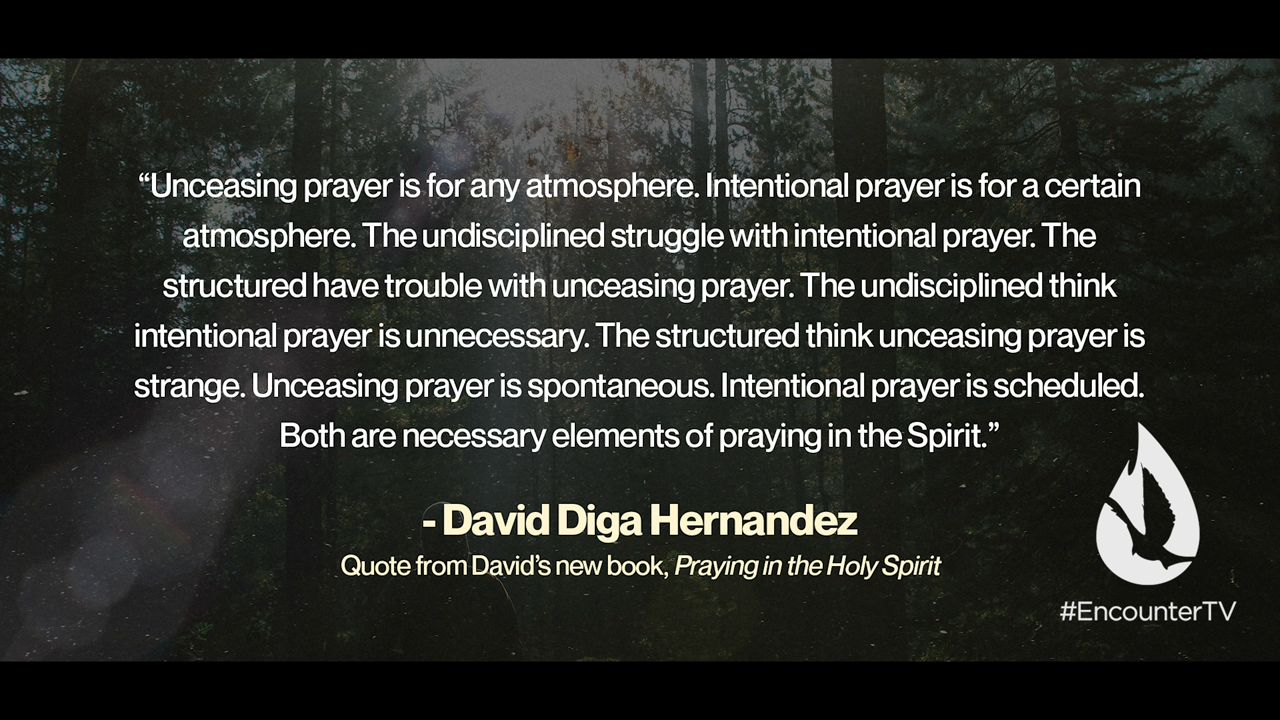 “Unceasing prayer is for any atmosphere. Intentional prayer is for a certain
atmosphere. The undisciplined struggle with intentional prayer. The
structured have trouble with unceasing prayer. The undisciplined think
intentional prayer is unnecessary. The structured think unceasing prayer is
strange. Unceasing prayer is spontaneous. Intentional prayer is scheduled.
Both are necessary elements of praying in the Spirit.”
- David Diga Hernandez
Quote from David’s new book, Praying in the Holy Spirit
#EncounterTV